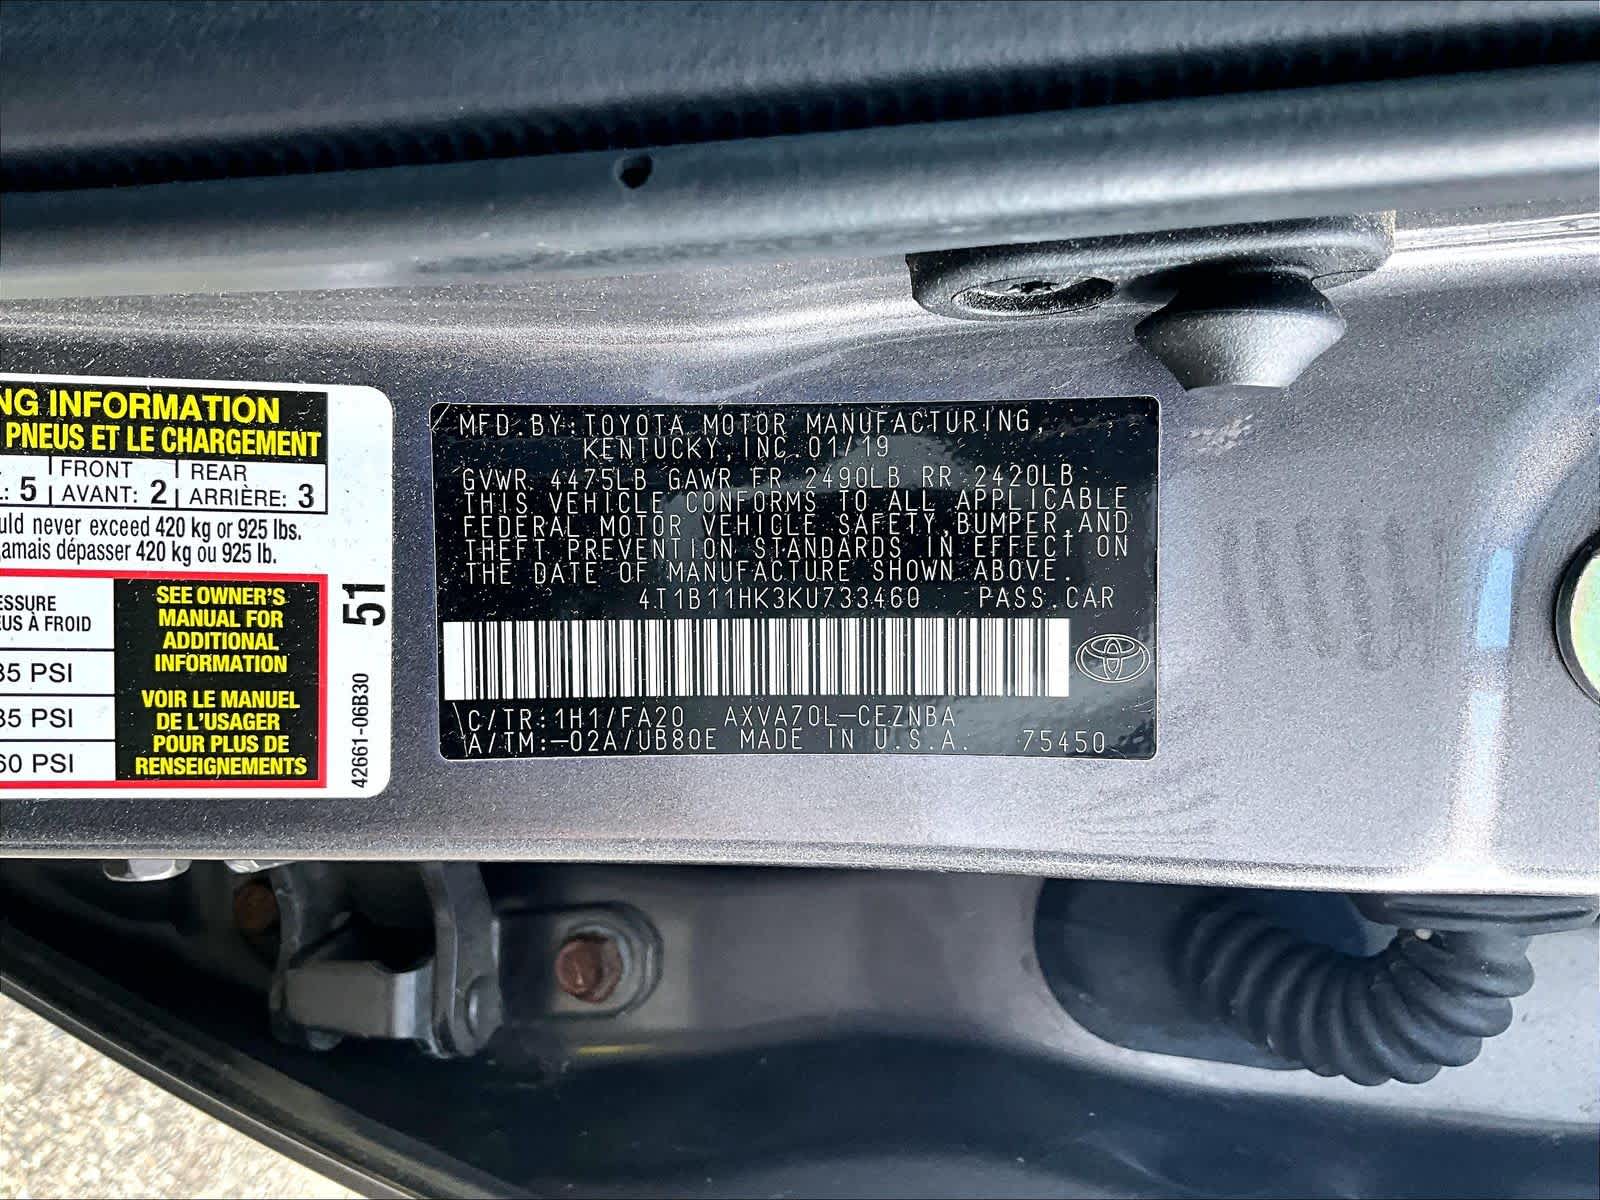 NG INFORMATION
PNEUS ET LE CHARGEMENT
FRONT REAR
: 5 AVANT: 2 ARRIÈRE: 3
uld never exceed 420 kg or 925 lbs.
amais dépasser 420 kg ou 925 lb.
ESSURE
EUS À FROID
35 PSI
35 PSI
60 PSI
SEE OWNER'S
MANUAL FOR
ADDITIONAL
INFORMATION
VOIR LE MANUEL
DE L'USAGER
POUR PLUS DE
RENSEIGNEMENTS
51
42661-06B30
MFD.BY:TOYOTA MOTOR MANUFACTURING,
KENTUCKY,INC.01/19
GVWR 4475LB GAWR FR 2490LB RR 2420LB
THIS VEHICLE CONFORMS TO ALL APPLICABLE
FEDERAL MOTOR VEHICLE SAFETY,BUMPER,AND
THEFT PREVENTION STANDARDS IN EFFECT ON
THE DATE OF MANUFACTURE SHOWN ABOVE.
4T1B11HK3KU733460 PASS.CAR
C/TR:1H1/FA20 AXVA70L-CEZNBA
A/TM:-02A/UB80E MADE IN U.S.A. 75450